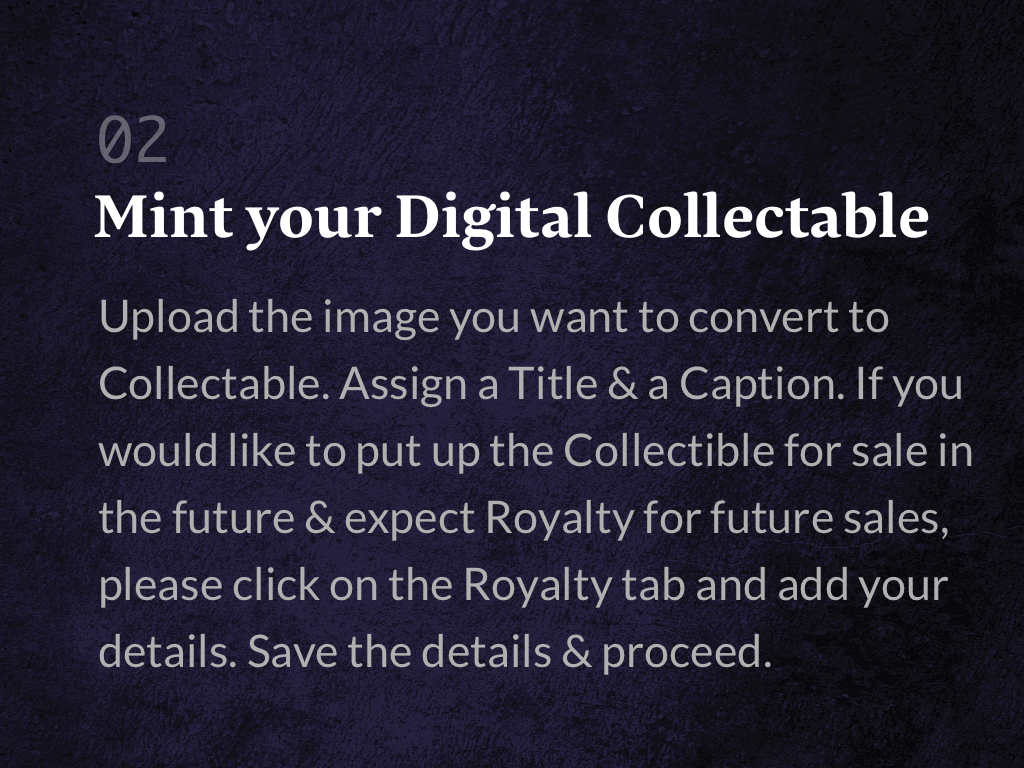 02
Mint your Digital Collectable
Upload the image you want to convert to
Collectable. Assign a Title & a Caption. If you
would like to put up the Collectible for sale in
the future & expect Royalty for future sales,
please click on the Royalty tab and add your
details. Save the details & proceed.